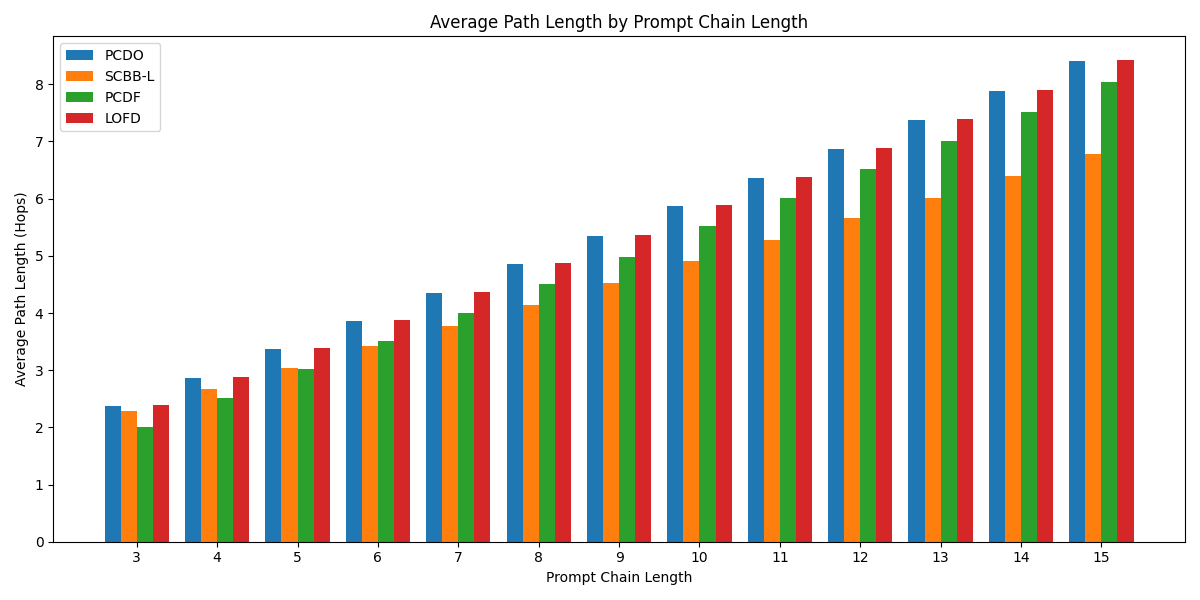 Average Path Length by Prompt Chain Length
PCDO
SCBB-L
PCDF
LOFD
Average Path Length (Hops)
8
7
6
5
4
3
2
1
0
3 4 5 6 7 8 9 10 11 12 13 14 15
Prompt Chain Length